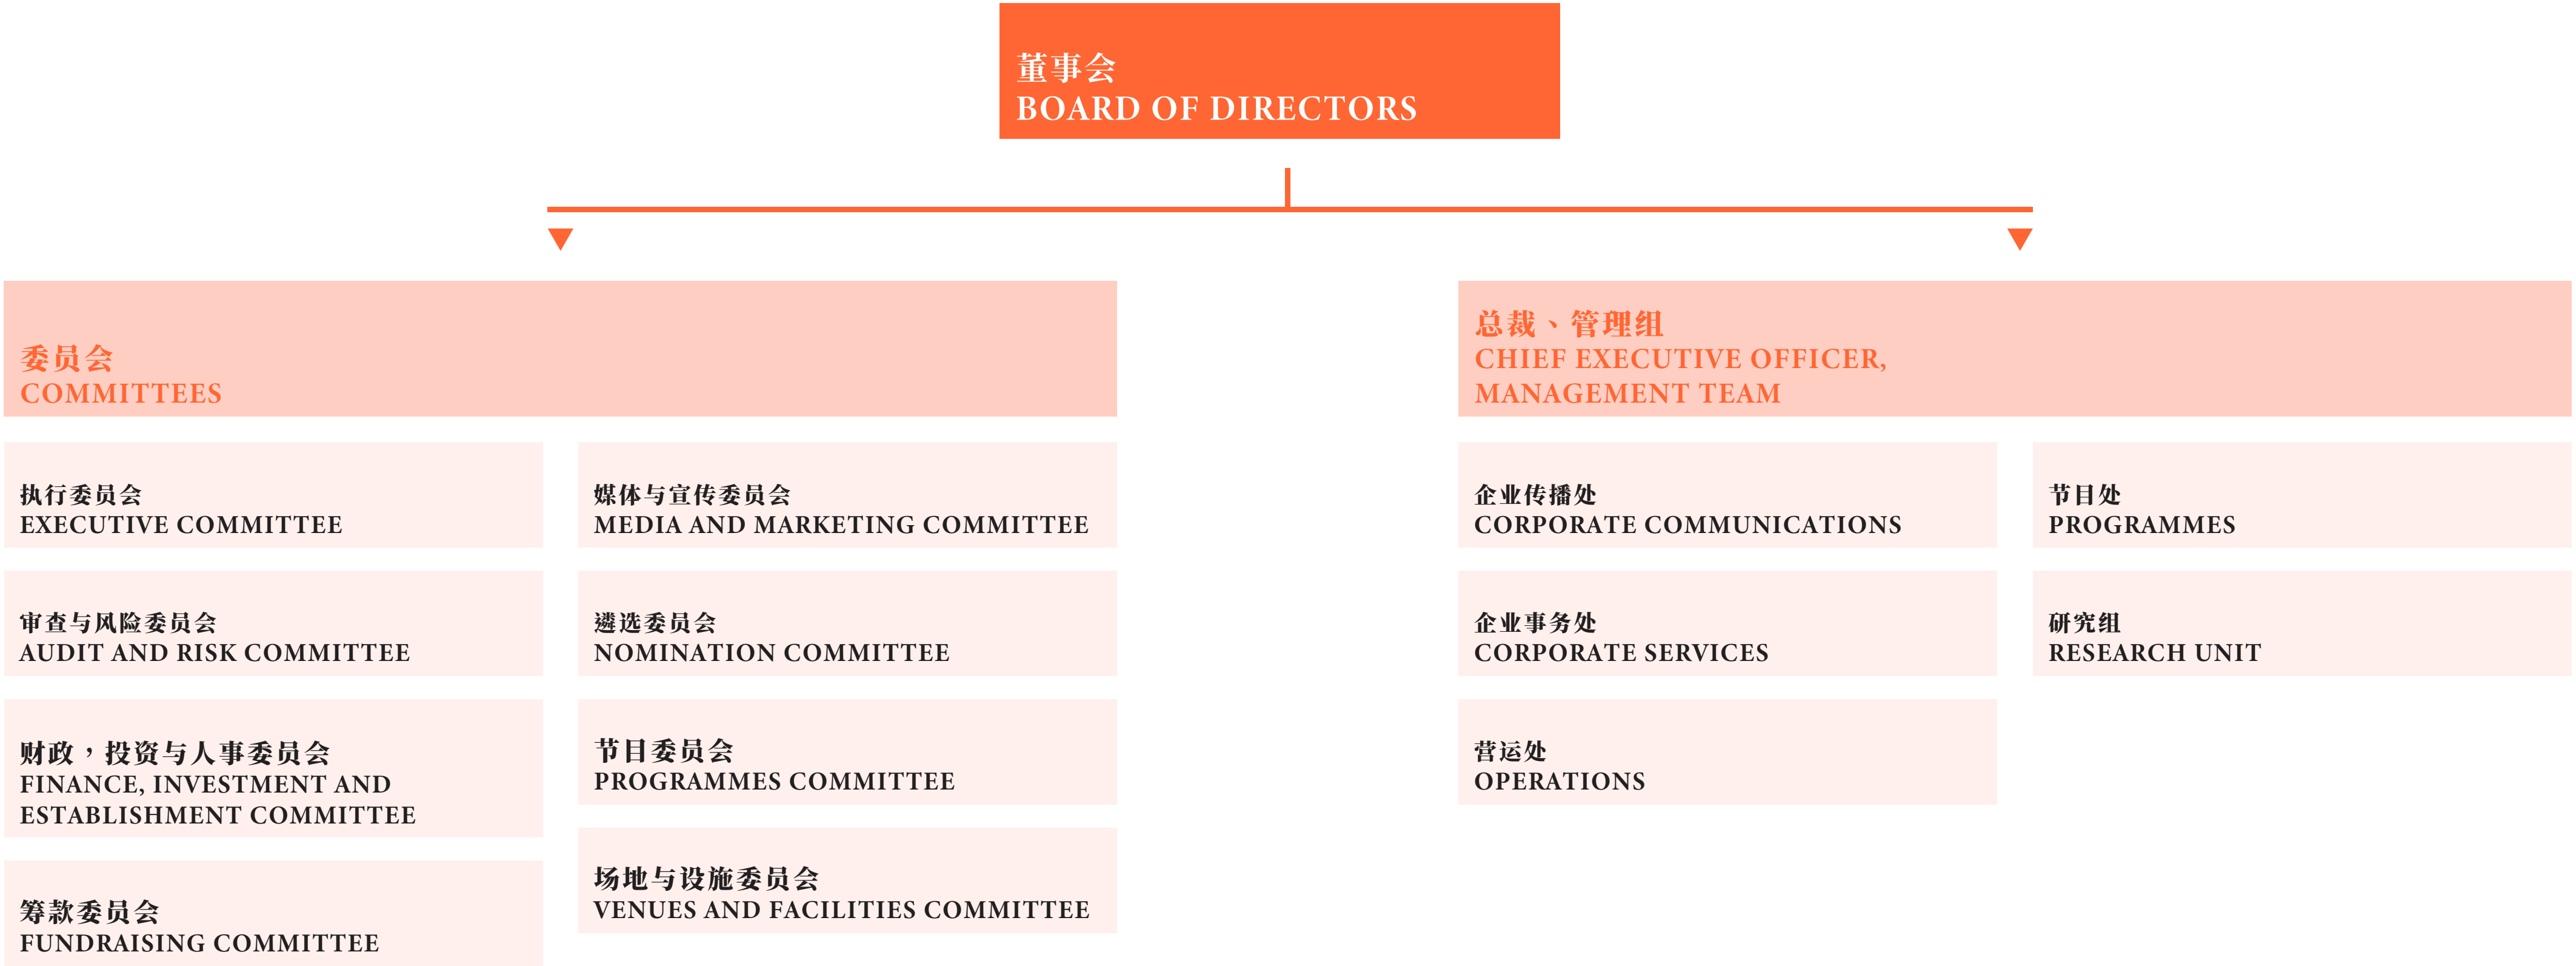 董事会
BOARD OF DIRECTORS
委员会
COMMITTEES
执行委员会
EXECUTIVE COMMITTEE
审查与风险委员会
AUDIT AND RISK COMMITTEE
财政，投资与人事委员会
FINANCE, INVESTMENT AND
ESTABLISHMENT COMMITTEE
筹款委员会
FUNDRAISING COMMITTEE
媒体与宣传委员会
MEDIA AND MARKETING COMMITTEE
遴选委员会
NOMINATION COMMITTEE
节目委员会
PROGRAMMES COMMITTEE
场地与设施委员会
VENUES AND FACILITIES COMMITTEE
总裁、管理组
CHIEF EXECUTIVE OFFICER,
MANAGEMENT TEAM
企业传播处
CORPORATE COMMUNICATIONS
企业事务处
CORPORATE SERVICES
营运处
OPERATIONS
节目处
PROGRAMMES
研究组
RESEARCH UNIT